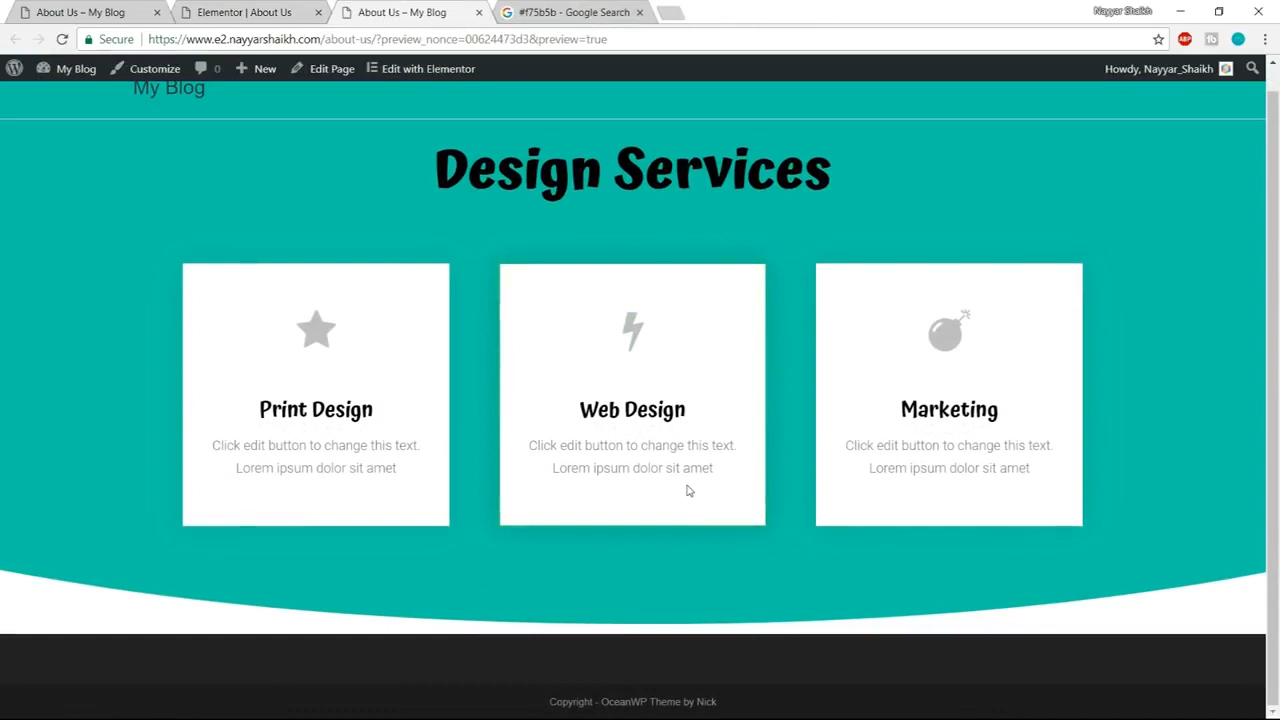 About Us – My Blog
Elementor | About Us
About Us – My Blog
#f75b5b - Google Search
Nayyar Shaikh
Secure
https://www.e2.nayyarshaikh.com/about-us/?preview_nonce=00624473d3&preview=true
ABP
My Blog
Customize
0
New
Edit Page
Edit with Elementor
Howdy, Nayyar_Shaikh
My Blog
Design Services
Print Design
Click edit button to change this text.
Lorem ipsum dolor sit amet
Web Design
Click edit button to change this text.
Lorem ipsum dolor sit amet
Marketing
Click edit button to change this text.
Lorem ipsum dolor sit amet
Copyright - OceanWP Theme by Nick